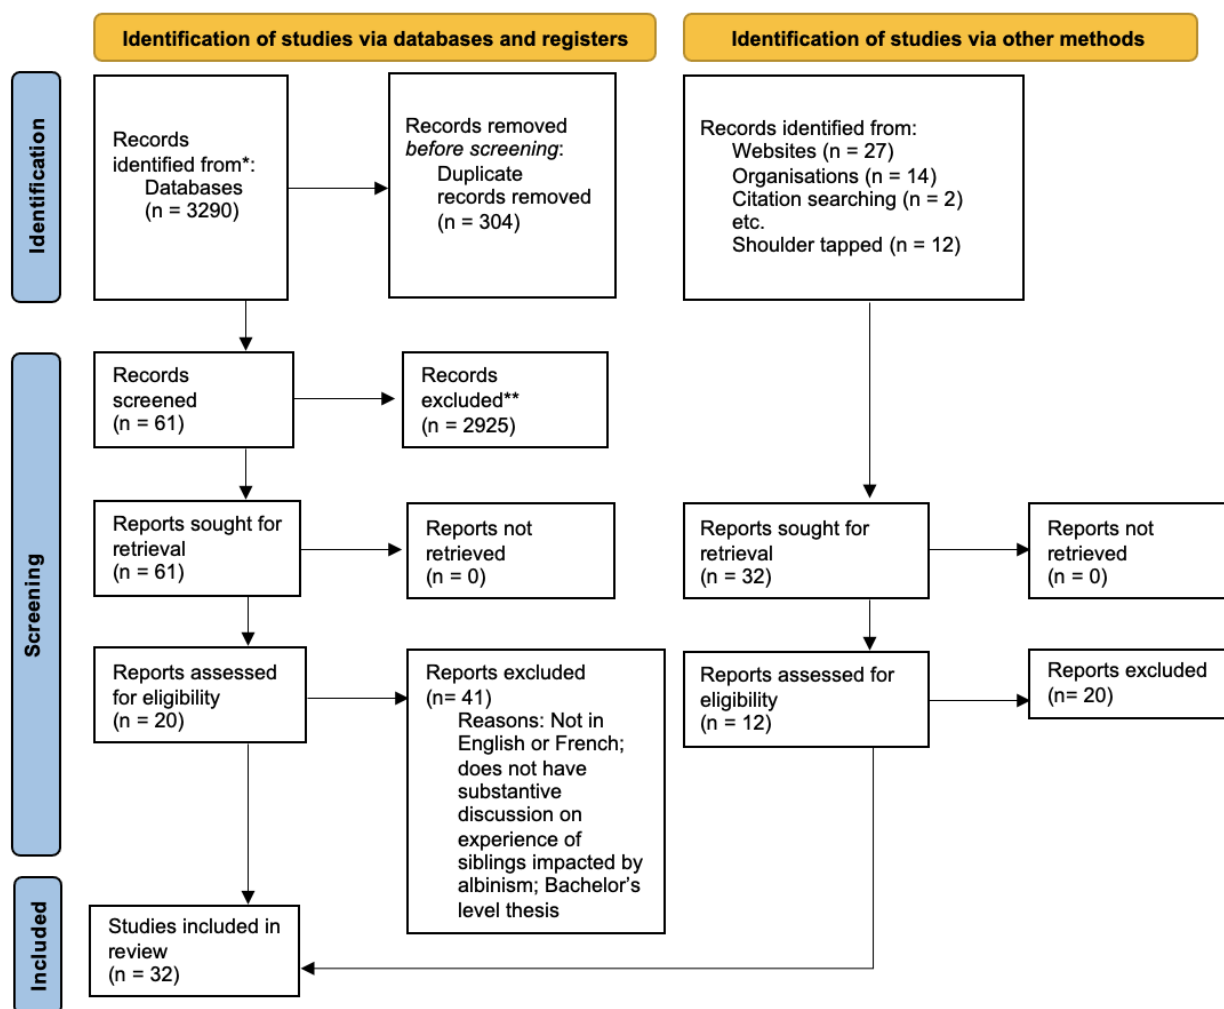 Identification of studies via databases and registers
Identification of studies via other methods
Identification
Records
identified from*:
Databases
(n = 3290)
Records removed
before screening:
Duplicate
records removed
(n = 304)
Records identified from:
Websites (n = 27)
Organisations (n = 14)
Citation searching (n = 2)
etc.
Shoulder tapped (n = 12)
Screening
Records
screened
(n = 61)
Records
excluded**
(n = 2925)
Reports sought for
retrieval
(n = 61)
Reports not
retrieved
(n = 0)
Reports sought for
retrieval
(n = 32)
Reports not
retrieved
(n = 0)
Reports assessed
for eligibility
(n = 20)
Reports excluded
(n= 41)
Reasons: Not in
English or French;
does not have
substantive
discussion on
experience of
siblings impacted by
albinism; Bachelor’s
level thesis
Reports assessed for
eligibility
(n = 12)
Reports excluded
(n= 20)
Included
Studies included in
review
(n = 32)